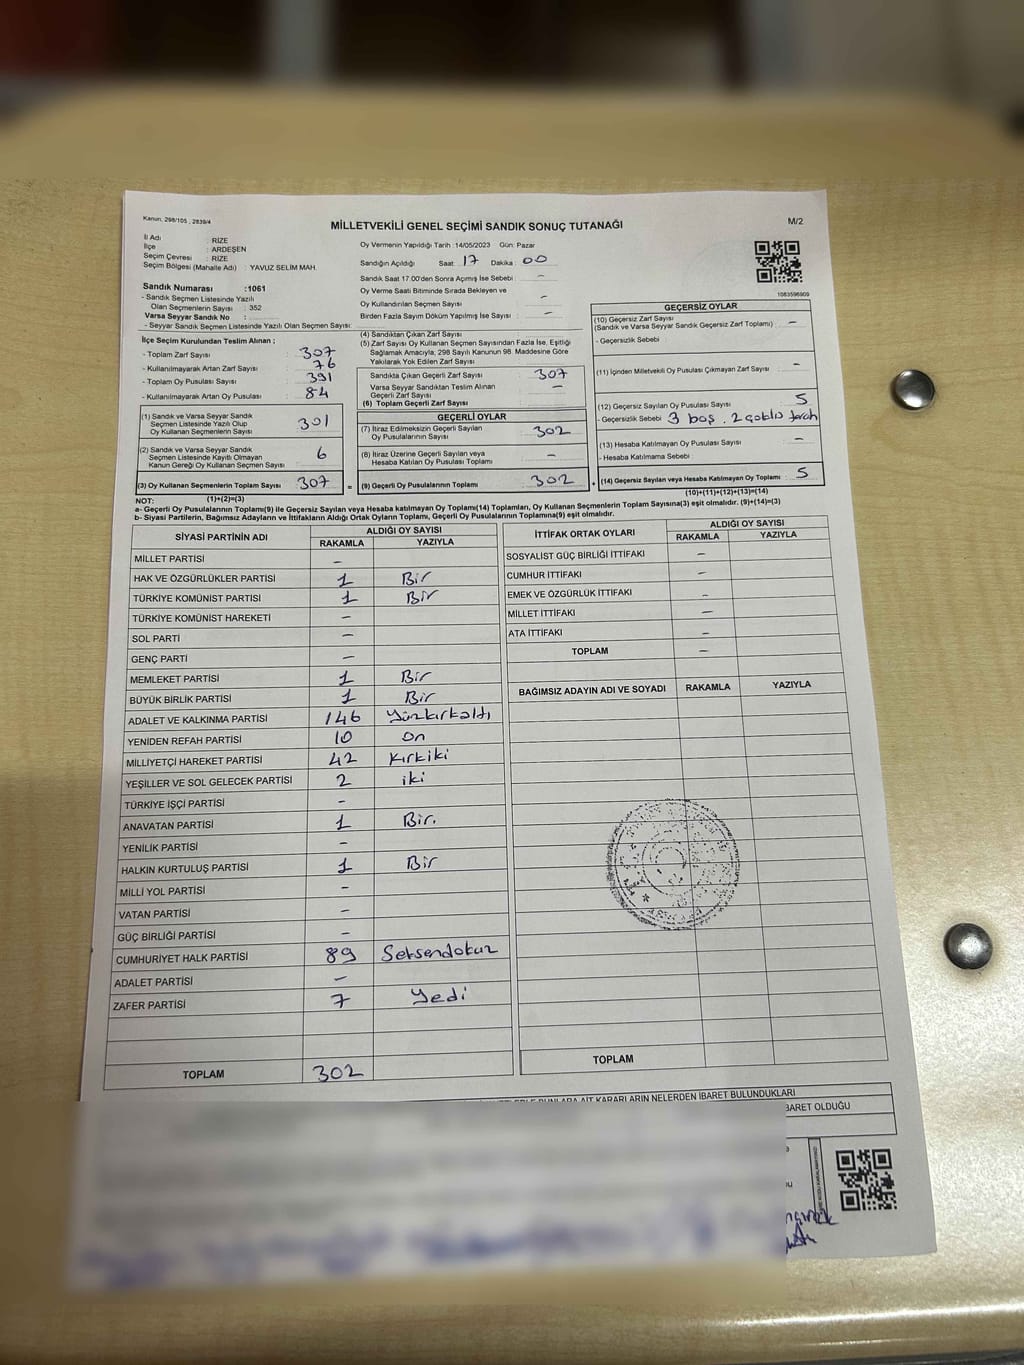 Kanun, 298/105 , 2839/4
MİLLETVEKİLİ GENEL SEÇİMİ SANDIK SONUÇ TUTANAĞI
M/2
İl Adı : RİZE
İlçe : ARDEŞEN
Seçim Çevresi : RİZE
Seçim Bölgesi (Mahalle Adı) : YAVUZ SELİM MAH.
Sandık Numarası :1061
- Sandık Seçmen Listesinde Yazılı
Olan Seçmenlerin Sayısı : 352
Varsa Seyyar Sandık No :
- Seyyar Sandık Seçmen Listesinde Yazılı Olan Seçmen Sayısı:
Oy Vermenin Yapıldığı Tarih :14/05/2023 Gün: Pazar
Sandığın Açıldığı Saat: 17 Dakika: 00
Sandık Saat 17.00'den Sonra Açımış İse Sebebi : –
Oy Verme Saati Bitiminde Sırada Bekleyen ve
Oy Kullandırılan Seçmen Sayısı : –
Birden Fazla Sayım Döküm Yapılmış İse Sayısı : –
1083596909
İlçe Seçim Kurulundan Teslim Alınan ;
- Toplam Zarf Sayısı : 307
- Kullanılmayarak Artan Zarf Sayısı : 76
- Toplam Oy Pusulası Sayısı : 391
- Kullanılmayarak Artan Oy Pusulası : 84
(1) Sandık ve Varsa Seyyar Sandık
Seçmen Listesinde Yazılı Olup
Oy Kullanan Seçmenlerin Sayısı : 301
(2) Sandık ve Varsa Seyyar Sandık
Seçmen Listesinde Kayıtlı Olmayan
Kanun Gereği Oy Kullanan Seçmen Sayısı : 6
(3) Oy Kullanan Seçmenlerin Toplam Sayısı : 307
(1)+(2)=(3)
(4) Sandıktan Çıkan Zarf Sayısı :
(5) Zarf Sayısı Oy Kullanan Seçmen Sayısından Fazla İse, Eşitliği
Sağlamak Amacıyla, 298 Sayılı Kanunun 98. Maddesine Göre
Yakılarak Yok Edilen Zarf Sayısı :
Sandıkta Çıkan Geçerli Zarf Sayısı : 307
Varsa Seyyar Sandıktan Teslim Alınan
Geçerli Zarf Sayısı : –
(6) Toplam Geçerli Zarf Sayısı :
GEÇERLİ OYLAR
(7) İtiraz Edilmeksizin Geçerli Sayılan
Oy Pusulalarının Sayısı : 302
(8) İtiraz Üzerine Geçerli Sayılan veya
Hesaba Katılan Oy Pusulası Toplamı : –
= (9) Geçerli Oy Pusulalarının Toplamı : 302
GEÇERSİZ OYLAR
(10) Geçersiz Zarf Sayısı
(Sandık ve Varsa Seyyar Sandık Geçersiz Zarf Toplamı) : –
- Geçersizlik Sebebi
(11) İçinden Milletvekili Oy Pusulası Çıkmayan Zarf Sayısı : –
(12) Geçersiz Sayılan Oy Pusulası Sayısı : 5
- Geçersizlik Sebebi : 3 boş . 2 çoklu tercih
(13) Hesaba Katılmayan Oy Pusulası Sayısı : –
- Hesaba Katılmama Sebebi
+ (14) Geçersiz Sayılan veya Hesaba Katılmayan Oy Toplamı : 5
(10)+(11)+(12)+(13)=(14)
NOT:
a- Geçerli Oy Pusulalarının Toplamı(9) ile Geçersiz Sayılan veya Hesaba katılmayan Oy Toplamı(14) Toplamları, Oy Kullanan Seçmenlerin Toplam Sayısına(3) eşit olmalıdır. (9)+(14)=(3)
b- Siyasi Partilerin, Bağımsız Adayların ve İttifakların Aldığı Ortak Oyların Toplamı, Geçerli Oy Pusulalarının Toplamına(9) eşit olmalıdır.
SİYASİ PARTİNİN ADI ALDIĞI OY SAYISI
RAKAMLA YAZIYLA
MİLLET PARTİSİ –
HAK VE ÖZGÜRLÜKLER PARTİSİ 1 Bir
TÜRKİYE KOMÜNİST PARTİSİ 1 Bir
TÜRKİYE KOMÜNİST HAREKETİ –
SOL PARTİ –
GENÇ PARTİ –
MEMLEKET PARTİSİ 1 Bir
BÜYÜK BİRLİK PARTİSİ 1 Bir
ADALET VE KALKINMA PARTİSİ 146 Yüzkırkaltı
YENİDEN REFAH PARTİSİ 10 on
MİLLİYETÇİ HAREKET PARTİSİ 42 Kırkiki
YEŞİLLER VE SOL GELECEK PARTİSİ 2 iki
TÜRKİYE İŞÇİ PARTİSİ –
ANAVATAN PARTİSİ 1 Bir.
YENİLİK PARTİSİ –
HALKIN KURTULUŞ PARTİSİ 1 Bir
MİLLİ YOL PARTİSİ –
VATAN PARTİSİ –
GÜÇ BİRLİĞİ PARTİSİ –
CUMHURİYET HALK PARTİSİ 89 Seksendokuz
ADALET PARTİSİ –
ZAFER PARTİSİ 7 Yedi
TOPLAM 302
İTTİFAK ORTAK OYLARI ALDIĞI OY SAYISI
RAKAMLA YAZIYLA
SOSYALİST GÜÇ BİRLİĞİ İTTİFAKI –
CUMHUR İTTİFAKI –
EMEK VE ÖZGÜRLÜK İTTİFAKI –
MİLLET İTTİFAKI –
ATA İTTİFAKI –
TOPLAM –
BAĞIMSIZ ADAYIN ADI VE SOYADI RAKAMLA YAZIYLA
TOPLAM
BUNLARA AİT KARARLARIN NELERDEN İBARET BULUNDUKLARI
BARET OLDUĞU